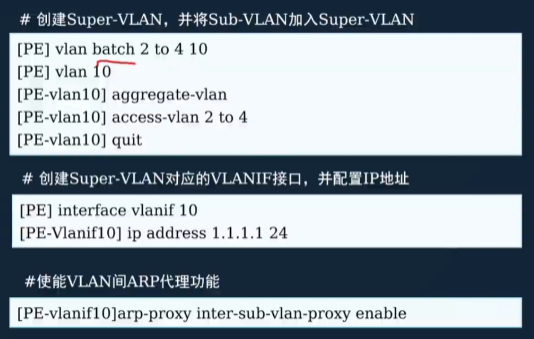 # 创建Super-VLAN，并将Sub-VLAN加入Super-VLAN
[PE] vlan batch 2 to 4 10
[PE] vlan 10
[PE-vlan10] aggregate-vlan
[PE-vlan10] access-vlan 2 to 4
[PE-vlan10] quit
# 创建Super-VLAN对应的VLANIF接口，并配置IP地址
[PE] interface vlanif 10
[PE-Vlanif10] ip address 1.1.1.1 24
#使能VLAN间ARP代理功能
[PE-vlanif10]arp-proxy inter-sub-vlan-proxy enable